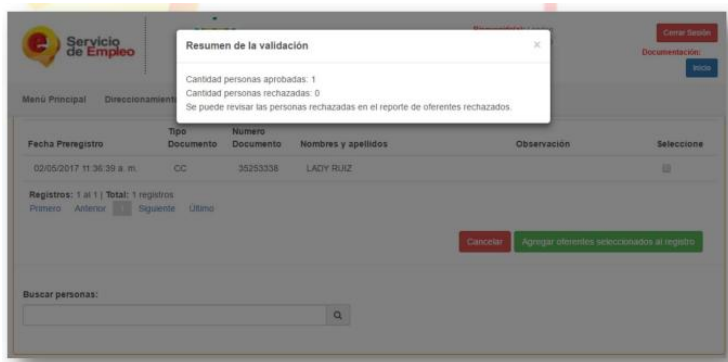 Servicio
de Empleo
Cerrar Sesión
Documentación:
Inicio
Resumen de la validación
×
Cantidad personas aprobadas: 1
Cantidad personas rechazadas: 0
Se puede revisar las personas rechazadas en el reporte de oferentes rechazados.
Menú Principal
Fecha Preregistro
Tipo Documento
Numero Documento
Nombres y apellidos
Observación
Seleccione
02/05/2017 11:36:39 a. m.
CC
35253338
LADY RUIZ
Registros: 1 al 1 | Total: 1 registros
Primero Anterior 1 Siguiente Último
Cancelar
Agregar oferentes seleccionados al registro
Buscar personas: